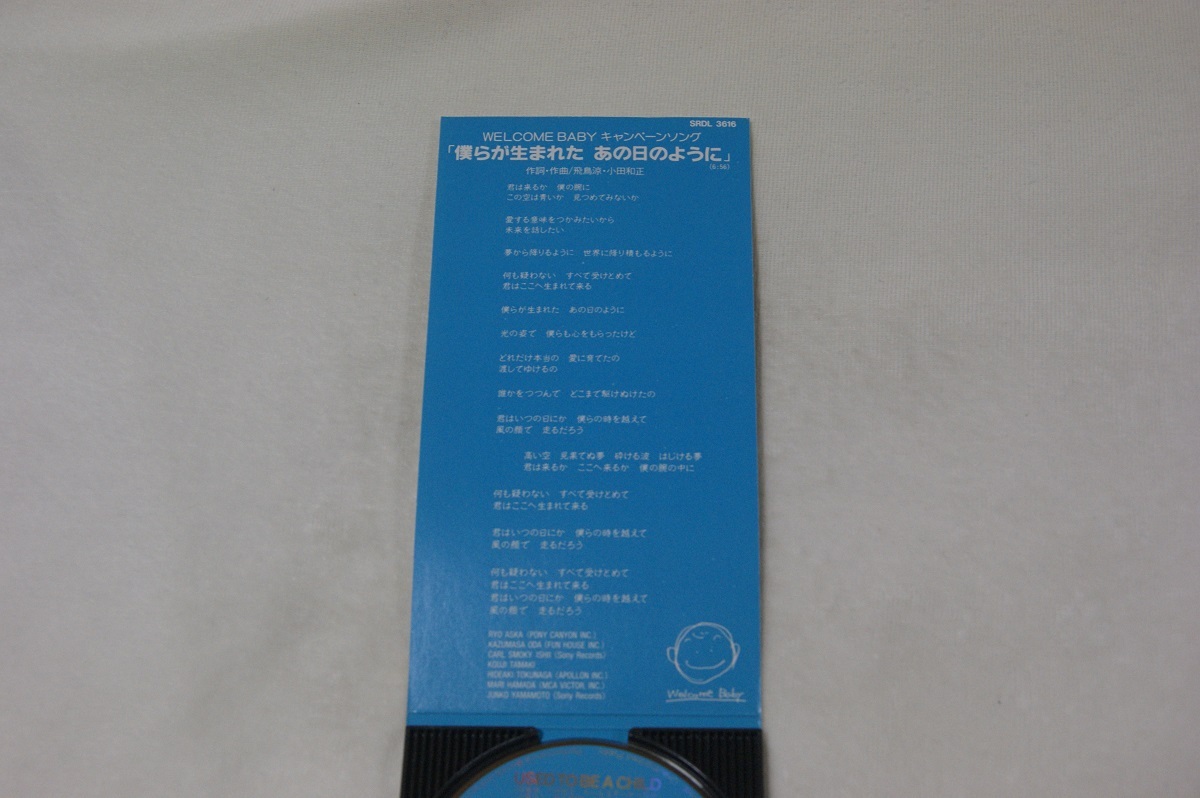 SRDL 3616
WELCOME BABY キャンペーンソング
「僕らが生まれた あの日のように」
(6:56)
作詞・作曲/飛鳥涼・小田和正
君は来るか 僕の腕に
この空は青いか 見つめてみないか
愛する意味をつかみたいから
未来を話したい
夢から降りるように 世界に降り積もるように
何も疑わない すべて受けとめて
君はここへ生まれて来る
僕らが生まれた あの日のように
光の姿で 僕らも心をもらったけど
どれだけ本当の 愛に育てたの
渡してゆけるの
誰かをつつんで どこまで駆けぬけたの
君はいつの日にか 僕らの時を越えて
風の顔で 走るだろう
高い空 見果てぬ夢 砕ける波 はじける夢
君は来るか ここへ来るか 僕の腕の中に
何も疑わない すべて受けとめて
君はここへ生まれて来る
君はいつの日にか 僕らの時を越えて
風の顔で 走るだろう
何も疑わない すべて受けとめて
君はここへ生まれて来る
君はいつの日にか 僕らの時を越えて
風の顔で 走るだろう
RYO ASKA (PONY CANYON INC.)
KAZUMASA ODA (FUN HOUSE INC.)
CARL SMOKY ISHII (Sony Records)
KOUJI TAMAKI
HIDEAKI TOKUNAGA (APOLLON INC.)
MARI HAMADA (MCA VICTOR, INC.)
JUNKO YAMAMOTO (Sony Records)
Welcome Baby
TO BE A CHILD